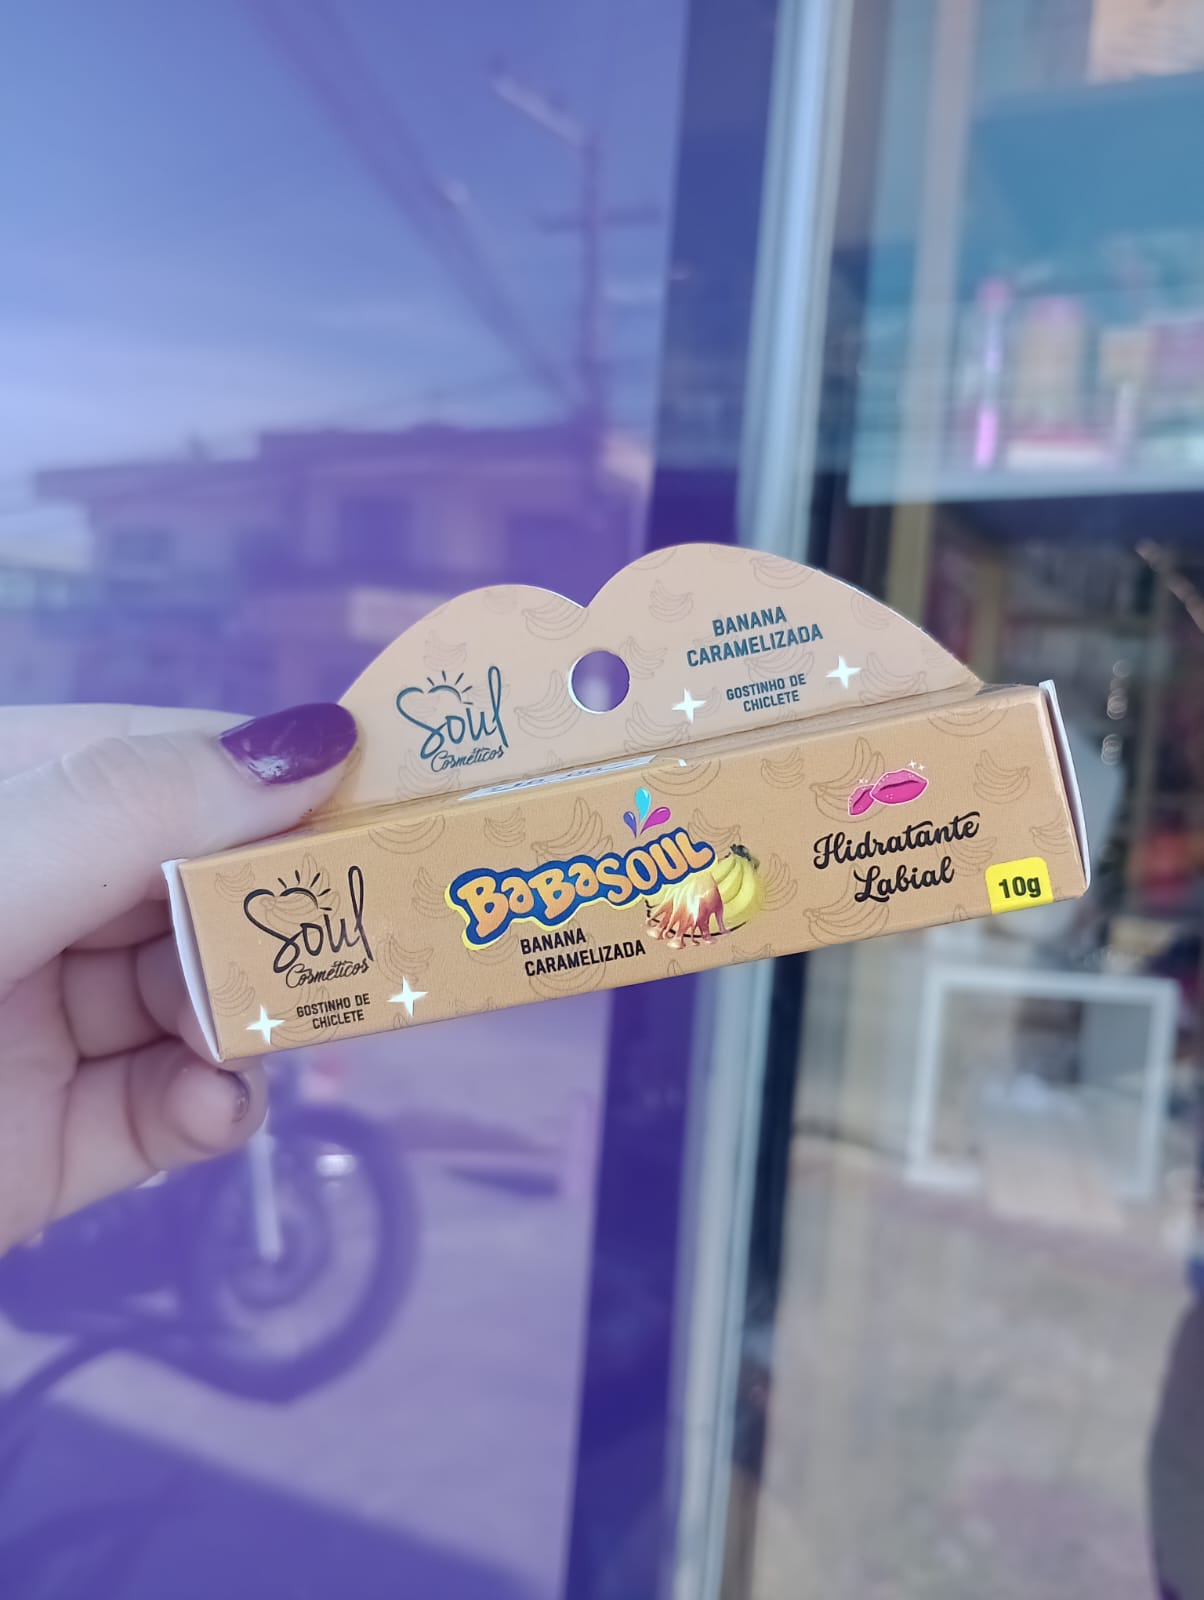 Soul
Cosméticos
BANANA
CARAMELIZADA
GOSTINHO DE
CHICLETE
Soul
Cosméticos
GOSTINHO DE
CHICLETE
BABASOUL
BANANA
CARAMELIZADA
Hidratante
Labial
10g